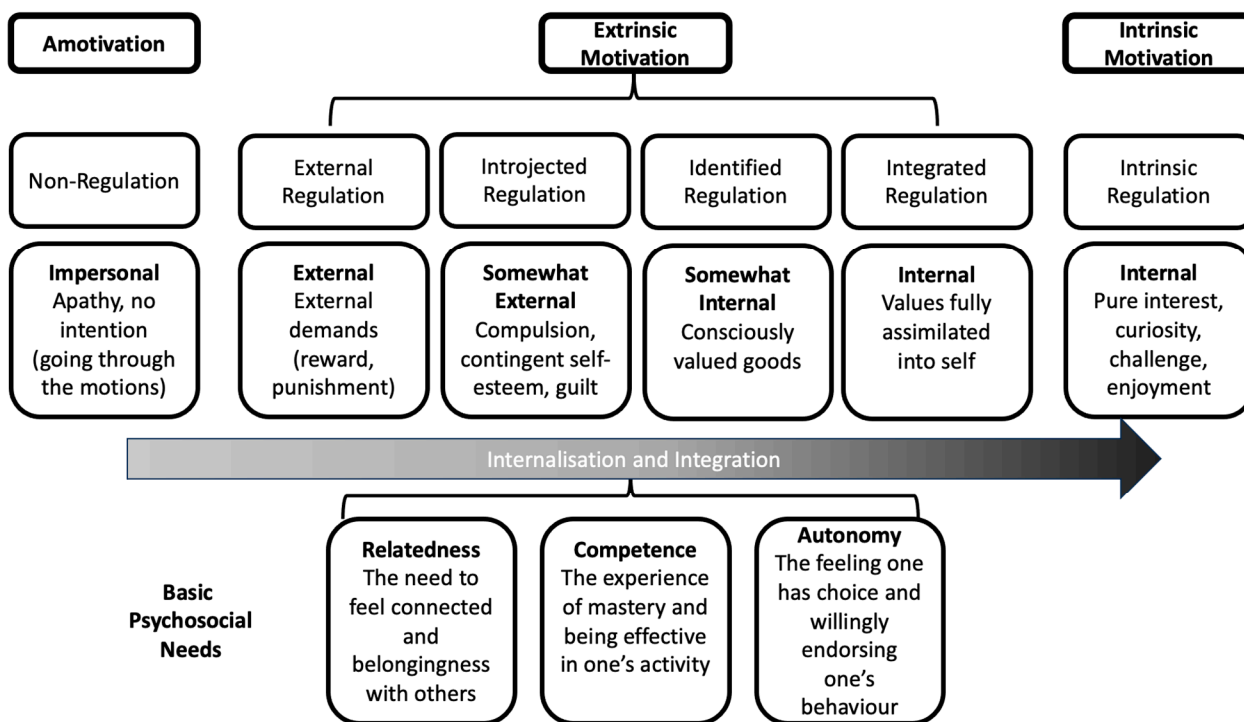 Amotivation
Extrinsic
Motivation
Intrinsic
Motivation
Non-Regulation
External
Regulation
Introjected
Regulation
Identified
Regulation
Integrated
Regulation
Intrinsic
Regulation
Impersonal
Apathy, no
intention
(going through
the motions)
External
External
demands
(reward,
punishment)
Somewhat
External
Compulsion,
contingent self-
esteem, guilt
Somewhat
Internal
Consciously
valued goods
Internal
Values fully
assimilated
into self
Internal
Pure interest,
curiosity,
challenge,
enjoyment
Internalisation and Integration
Basic
Psychosocial
Needs
Relatedness
The need to
feel connected
and
belongingness
with others
Competence
The experience
of mastery and
being effective
in one's activity
Autonomy
The feeling one
has choice and
willingly
endorsing
one's
behaviour